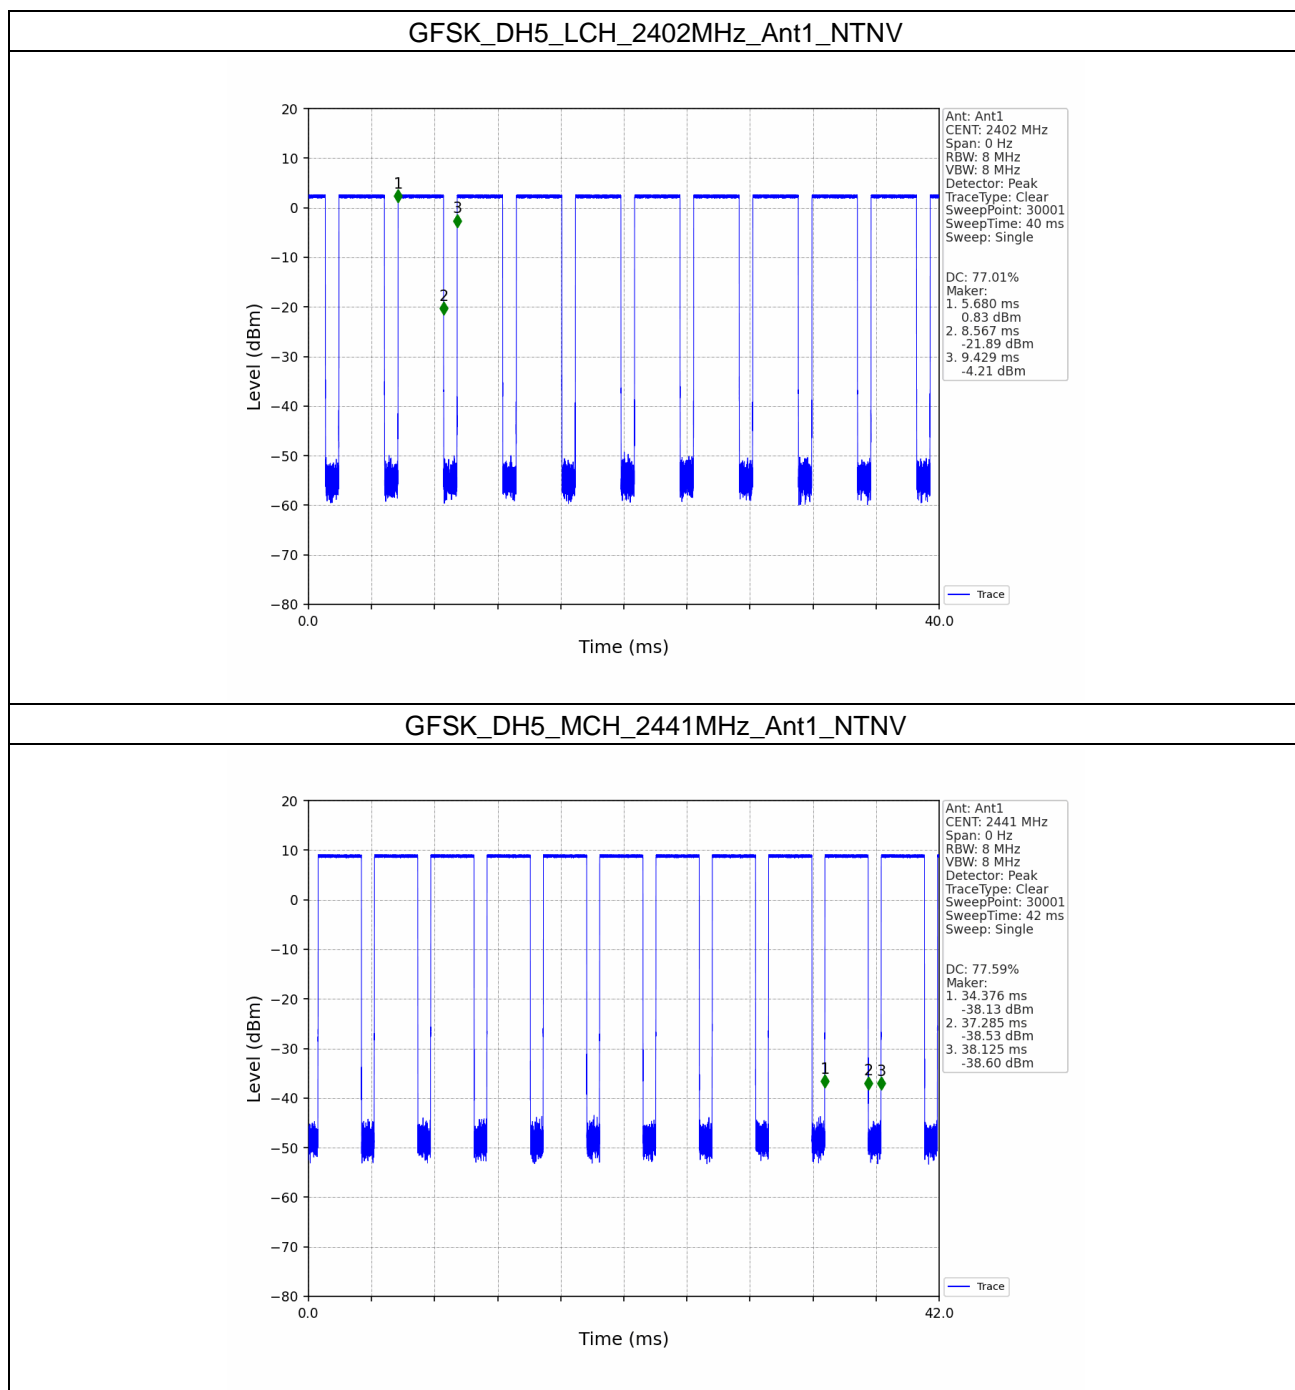 GFSK_DH5_LCH_2402MHz_Ant1_NTNV
20
10
0
−10
−20
−30
−40
−50
−60
−70
−80
Level (dBm)
1
2
3
0.0
40.0
Time (ms)
Ant: Ant1
CENT: 2402 MHz
Span: 0 Hz
RBW: 8 MHz
VBW: 8 MHz
Detector: Peak
TraceType: Clear
SweepPoint: 30001
SweepTime: 40 ms
Sweep: Single
DC: 77.01%
Maker:
1. 5.680 ms
0.83 dBm
2. 8.567 ms
-21.89 dBm
3. 9.429 ms
-4.21 dBm
Trace
GFSK_DH5_MCH_2441MHz_Ant1_NTNV
20
10
0
−10
−20
−30
−40
−50
−60
−70
−80
Level (dBm)
1
2
3
0.0
42.0
Time (ms)
Ant: Ant1
CENT: 2441 MHz
Span: 0 Hz
RBW: 8 MHz
VBW: 8 MHz
Detector: Peak
TraceType: Clear
SweepPoint: 30001
SweepTime: 42 ms
Sweep: Single
DC: 77.59%
Maker:
1. 34.376 ms
-38.13 dBm
2. 37.285 ms
-38.53 dBm
3. 38.125 ms
-38.60 dBm
Trace